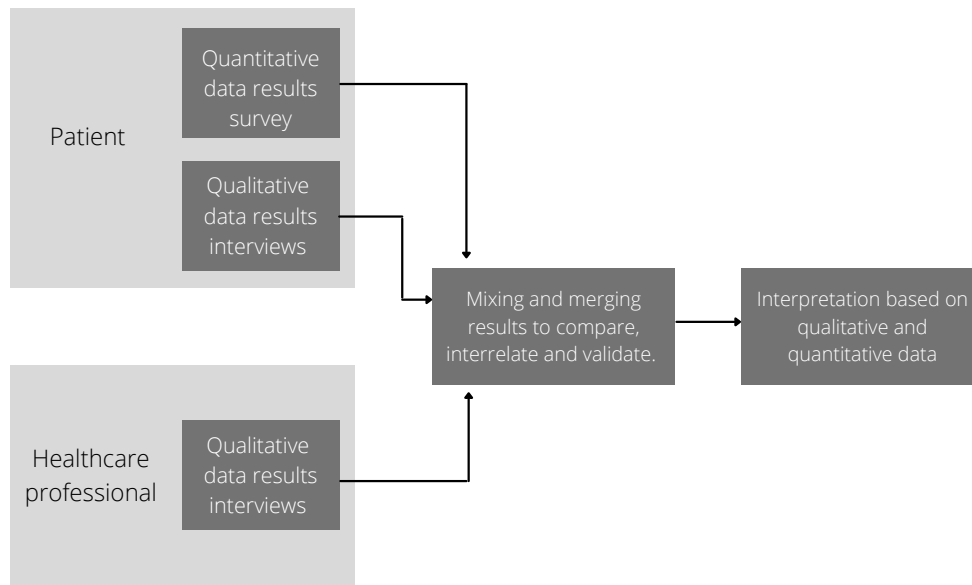 Patient
Quantitative
data results
survey
Qualitative
data results
interviews
Mixing and merging
results to compare,
interrelate and validate.
Interpretation based on
qualitative and
quantitative data
Healthcare
professional
Qualitative
data results
interviews